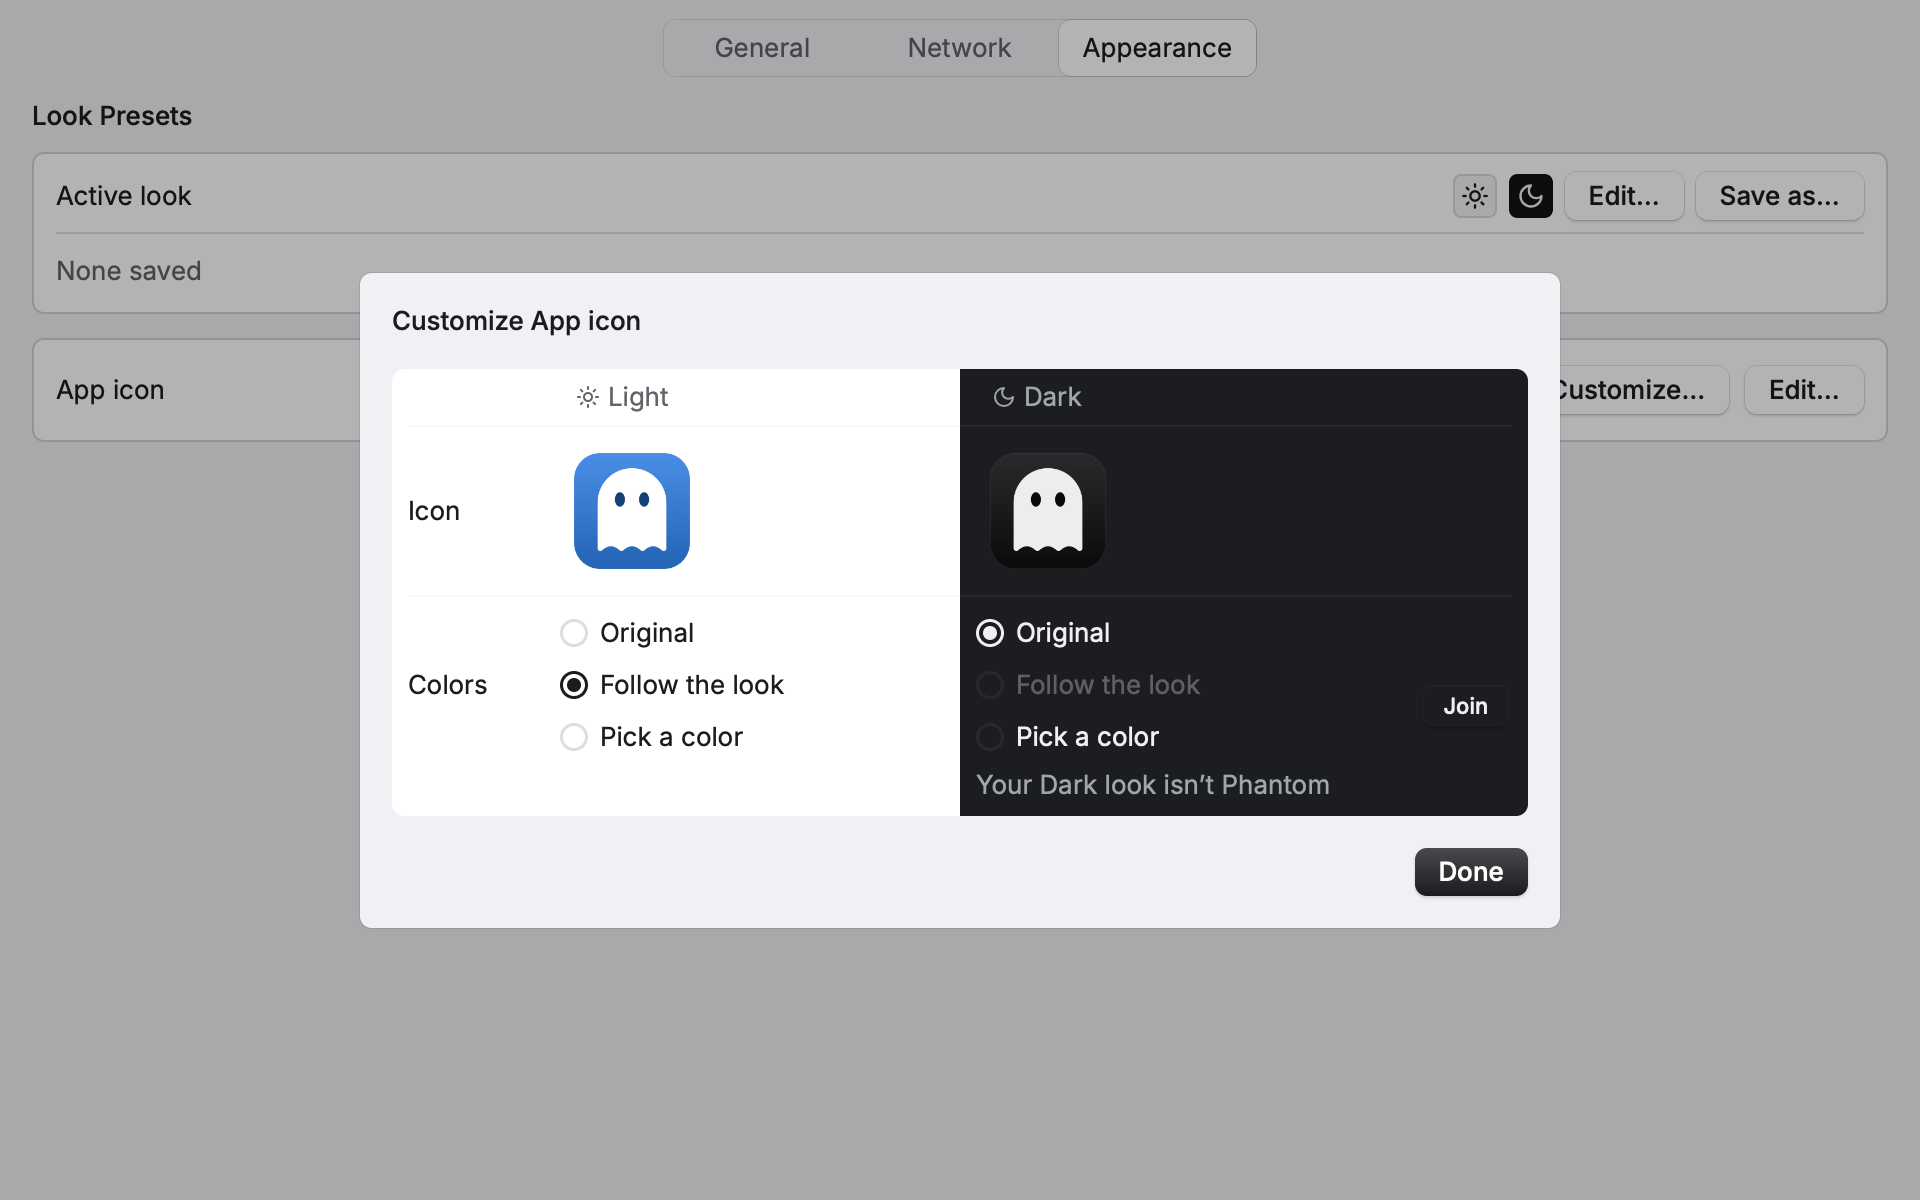 General Network Appearance
Look Presets
Active look Edit... Save as...
None saved
Customize App icon
App icon Customize... Edit...
Light Dark
Icon
Original Original
Colors Follow the look Follow the look
Join
Pick a color Pick a color
Your Dark look isn’t Phantom
Done